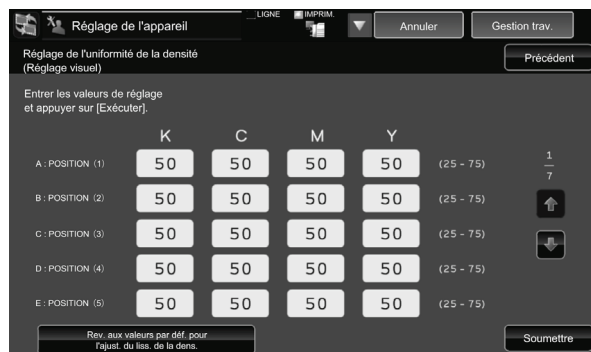 Réglage de l'appareil
LIGNE
IMPRIM.
Annuler
Gestion trav.
Réglage de l'uniformité de la densité
(Réglage visuel)
Précédent
Entrer les valeurs de réglage
et appuyer sur [Exécuter].
K C M Y
A : POSITION (1) 50 50 50 50 (25 - 75)
B : POSITION (2) 50 50 50 50 (25 - 75)
C : POSITION (3) 50 50 50 50 (25 - 75)
D : POSITION (4) 50 50 50 50 (25 - 75)
E : POSITION (5) 50 50 50 50 (25 - 75)
1
7
Rev. aux valeurs par déf. pour
l'ajust. du liss. de la dens.
Soumettre